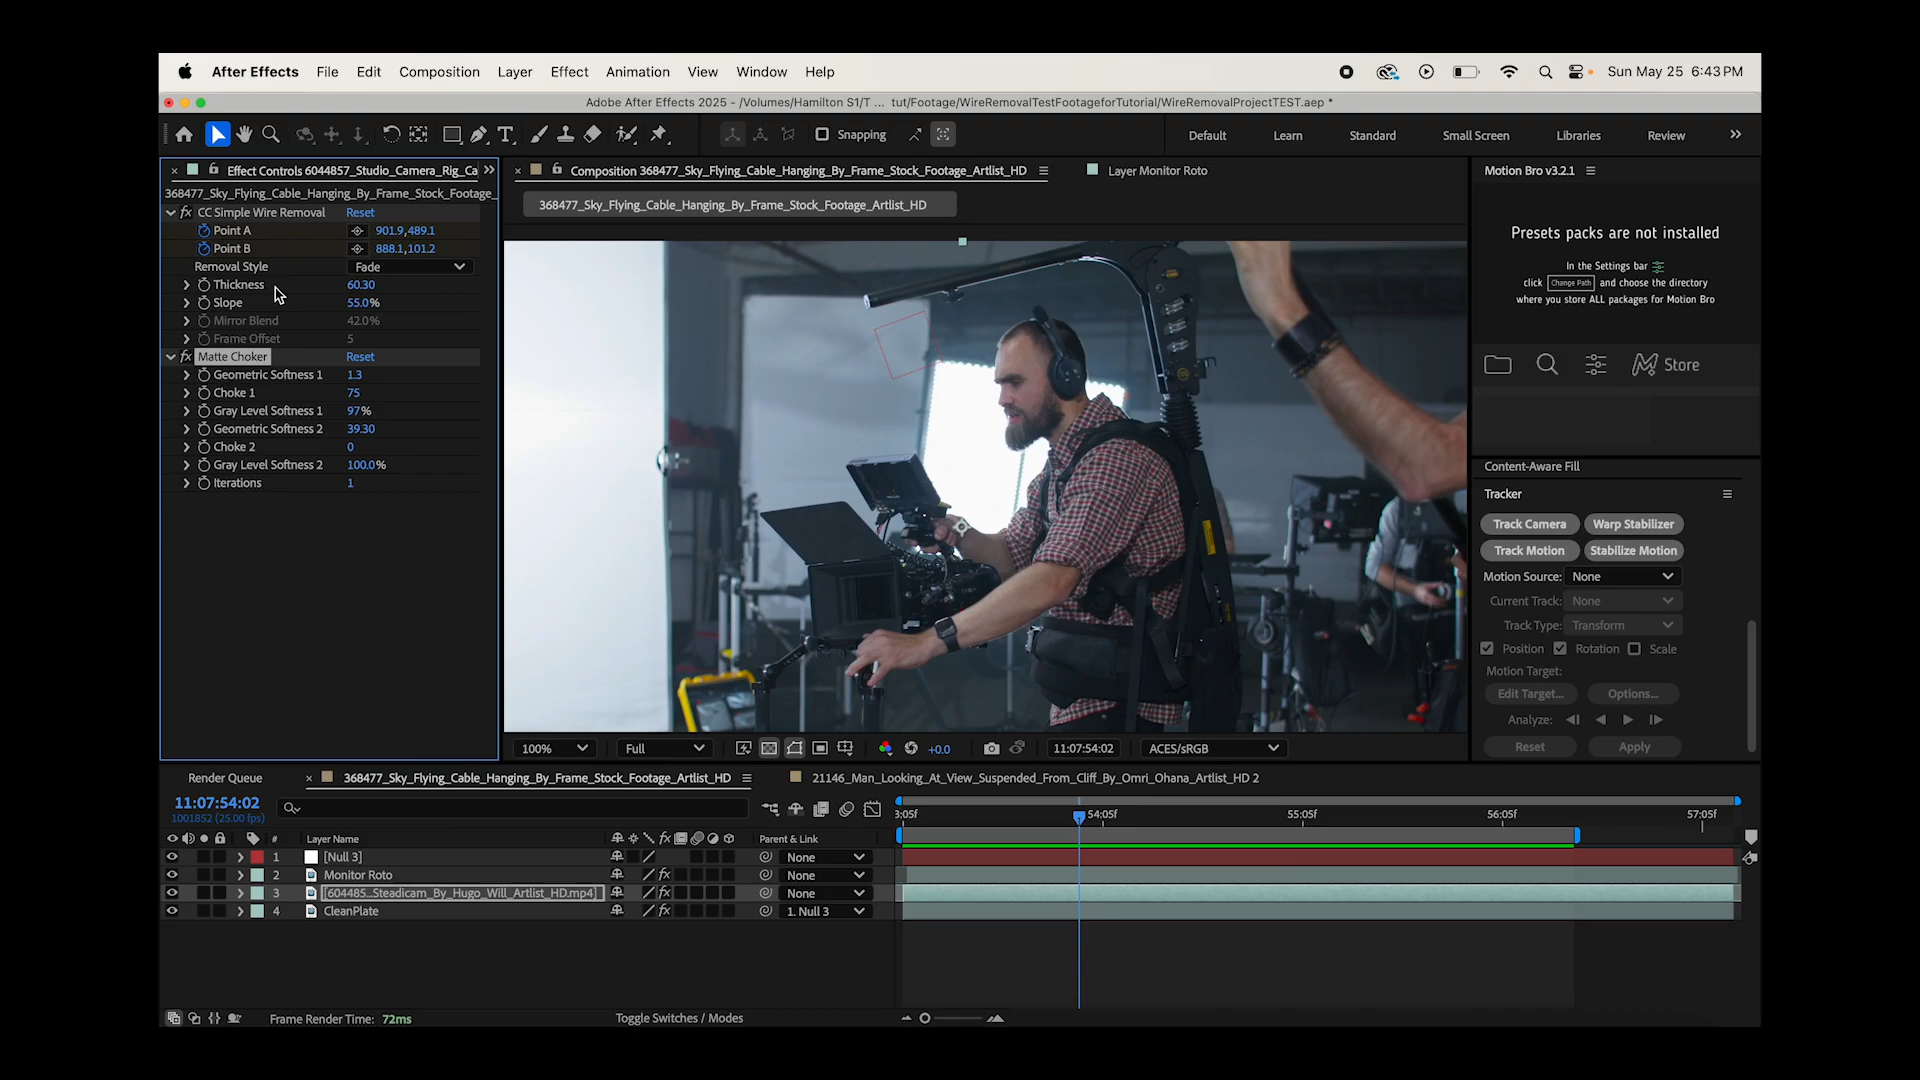 After Effects File Edit Composition Layer Effect Animation View Window Help
Sun May 25 6:43 PM
Adobe After Effects 2025 - /Volumes/Hamilton S1/T ... tut/Footage/WireRemovalTestFootageforTutorial/WireRemovalProjectTEST.aep *
Snapping
Default Learn Standard Small Screen Libraries Review
Effect Controls 6044857_Studio_Camera_Rig_Ca
368477_Sky_Flying_Cable_Hanging_By_Frame_Stock_Footage_
fx CC Simple Wire Removal Reset
Point A 901.9,489.1
Point B 888.1,101.2
Removal Style Fade
Thickness 60.30
Slope 55.0%
Mirror Blend 42.0%
Frame Offset 5
fx Matte Choker Reset
Geometric Softness 1 1.3
Choke 1 75
Gray Level Softness 1 97%
Geometric Softness 2 39.30
Choke 2 0
Gray Level Softness 2 100.0%
Iterations 1
Composition 368477_Sky_Flying_Cable_Hanging_By_Frame_Stock_Footage_Artlist_HD
Layer Monitor Roto
368477_Sky_Flying_Cable_Hanging_By_Frame_Stock_Footage_Artlist_HD
100% Full +0.0 11:07:54:02 ACES/sRGB
Motion Bro v3.2.1
Presets packs are not installed
In the Settings bar
click Change Path and choose the directory
where you store ALL packages for Motion Bro
Store
Content-Aware Fill
Tracker
Track Camera Warp Stabilizer
Track Motion Stabilize Motion
Motion Source: None
Current Track: None
Track Type: Transform
Position Rotation Scale
Motion Target:
Edit Target... Options...
Analyze:
Reset Apply
Render Queue 368477_Sky_Flying_Cable_Hanging_By_Frame_Stock_Footage_Artlist_HD 21146_Man_Looking_At_View_Suspended_From_Cliff_By_Omri_Ohana_Artlist_HD 2
11:07:54:02
1001852 (25.00 fps)
3:05f 54:05f 55:05f 56:05f 57:05f
# Layer Name fx Parent & Link
1 [Null 3] None
2 Monitor Roto fx None
3 [604485...Steadicam_By_Hugo_Will_Artlist_HD.mp4] fx None
4 CleanPlate fx 1. Null 3
Frame Render Time: 72ms
Toggle Switches / Modes